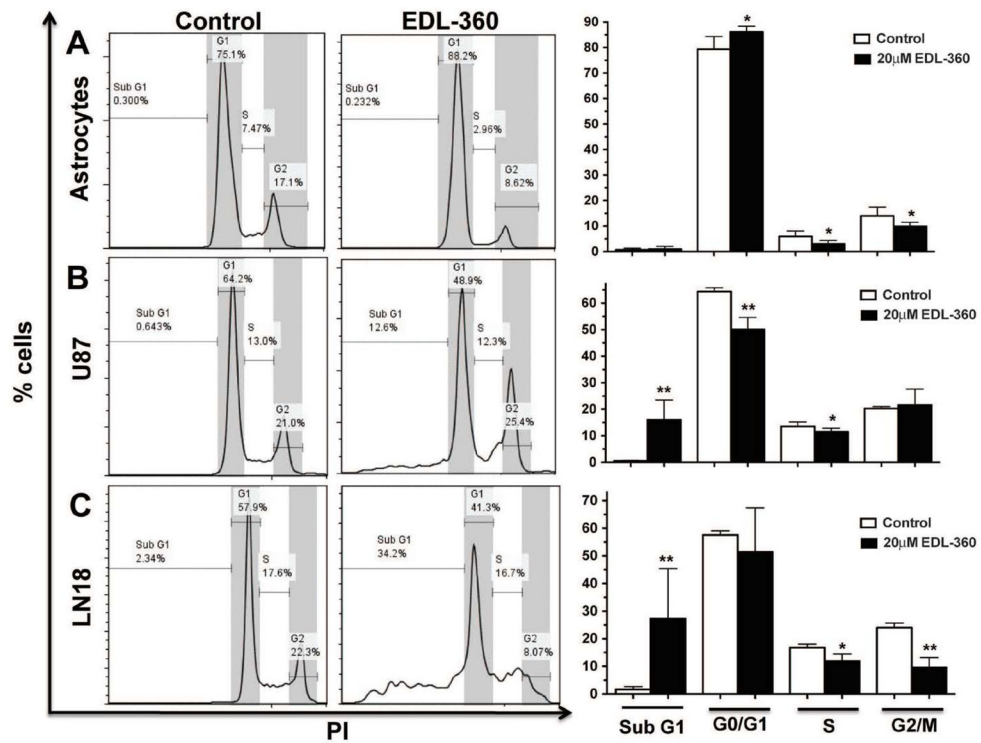 Control
EDL-360
A
Astrocytes
G1
75.1%
Sub G1
0.300%
S
7.47%
G2
17.1%
G1
88.2%
Sub G1
0.232%
S
2.96%
G2
8.62%
90
80
70
60
50
40
30
20
10
0
*
*
*
Control
20µM EDL-360
B
U87
G1
64.2%
Sub G1
0.643%
S
13.0%
G2
21.0%
G1
48.9%
Sub G1
12.6%
S
12.3%
G2
25.4%
60
50
40
30
20
10
0
**
**
*
Control
20µM EDL-360
C
LN18
G1
57.9%
Sub G1
2.34%
S
17.6%
G2
22.3%
G1
41.3%
Sub G1
34.2%
S
16.7%
G2
8.07%
70
60
50
40
30
20
10
0
**
*
**
Control
20µM EDL-360
% cells
PI
Sub G1
G0/G1
S
G2/M